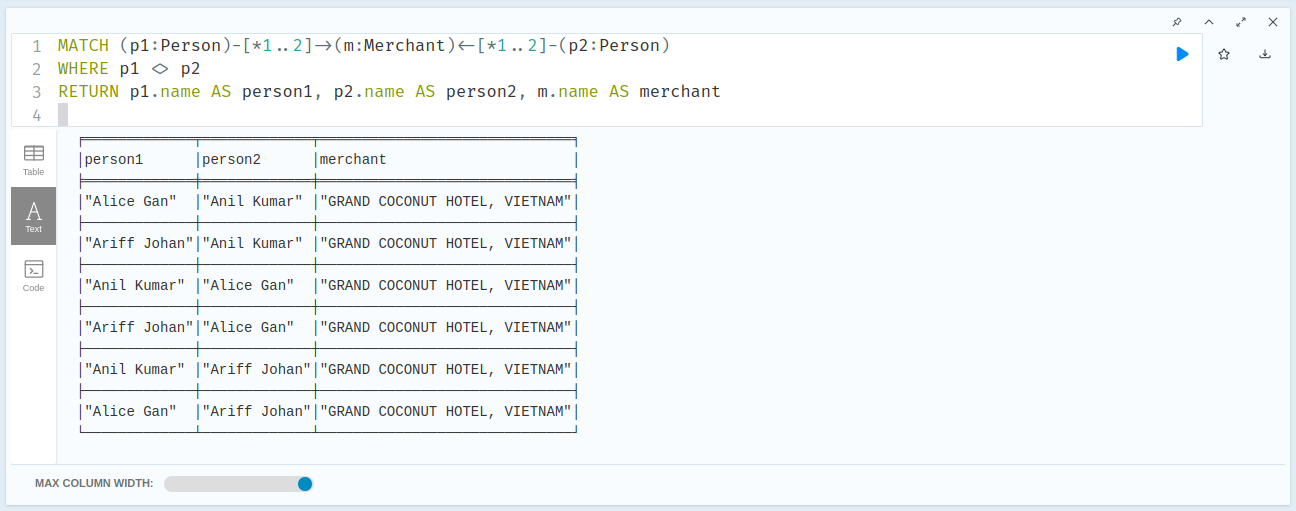 1 MATCH (p1:Person)-[*1..2]->(m:Merchant)<-[*1..2]-(p2:Person)
2 WHERE p1 <> p2
3 RETURN p1.name AS person1, p2.name AS person2, m.name AS merchant
4
person1 person2 merchant
"Alice Gan" "Anil Kumar" "GRAND COCONUT HOTEL, VIETNAM"
"Ariff Johan" "Anil Kumar" "GRAND COCONUT HOTEL, VIETNAM"
"Anil Kumar" "Alice Gan" "GRAND COCONUT HOTEL, VIETNAM"
"Ariff Johan" "Alice Gan" "GRAND COCONUT HOTEL, VIETNAM"
"Anil Kumar" "Ariff Johan" "GRAND COCONUT HOTEL, VIETNAM"
"Alice Gan" "Ariff Johan" "GRAND COCONUT HOTEL, VIETNAM"
Table
A
Text
Code
MAX COLUMN WIDTH: